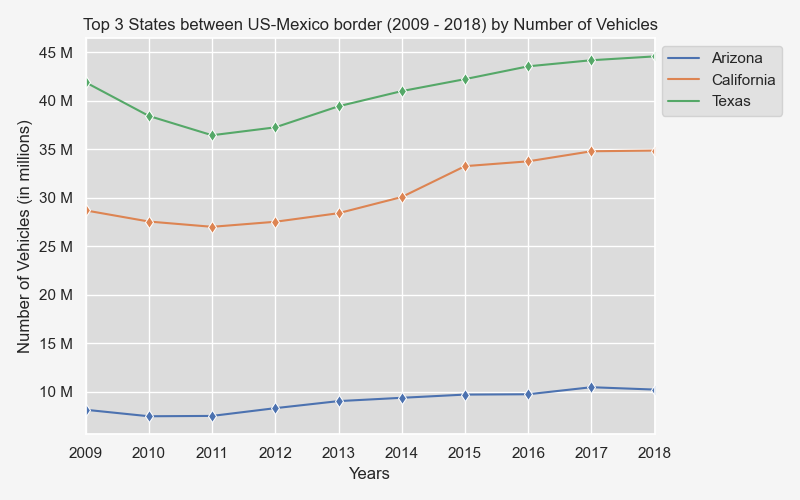 Top 3 States between US-Mexico border (2009 - 2018) by Number of Vehicles
Arizona
California
Texas
Number of Vehicles (in millions)
45 M
40 M
35 M
30 M
25 M
20 M
15 M
10 M
2009 2010 2011 2012 2013 2014 2015 2016 2017 2018
Years